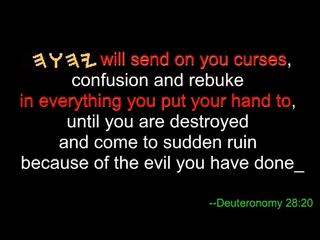 𐤉𐤄𐤅𐤄 will send on you curses,
confusion and rebuke
in everything you put your hand to,
until you are destroyed
and come to sudden ruin
because of the evil you have done_
--Deuteronomy 28:20